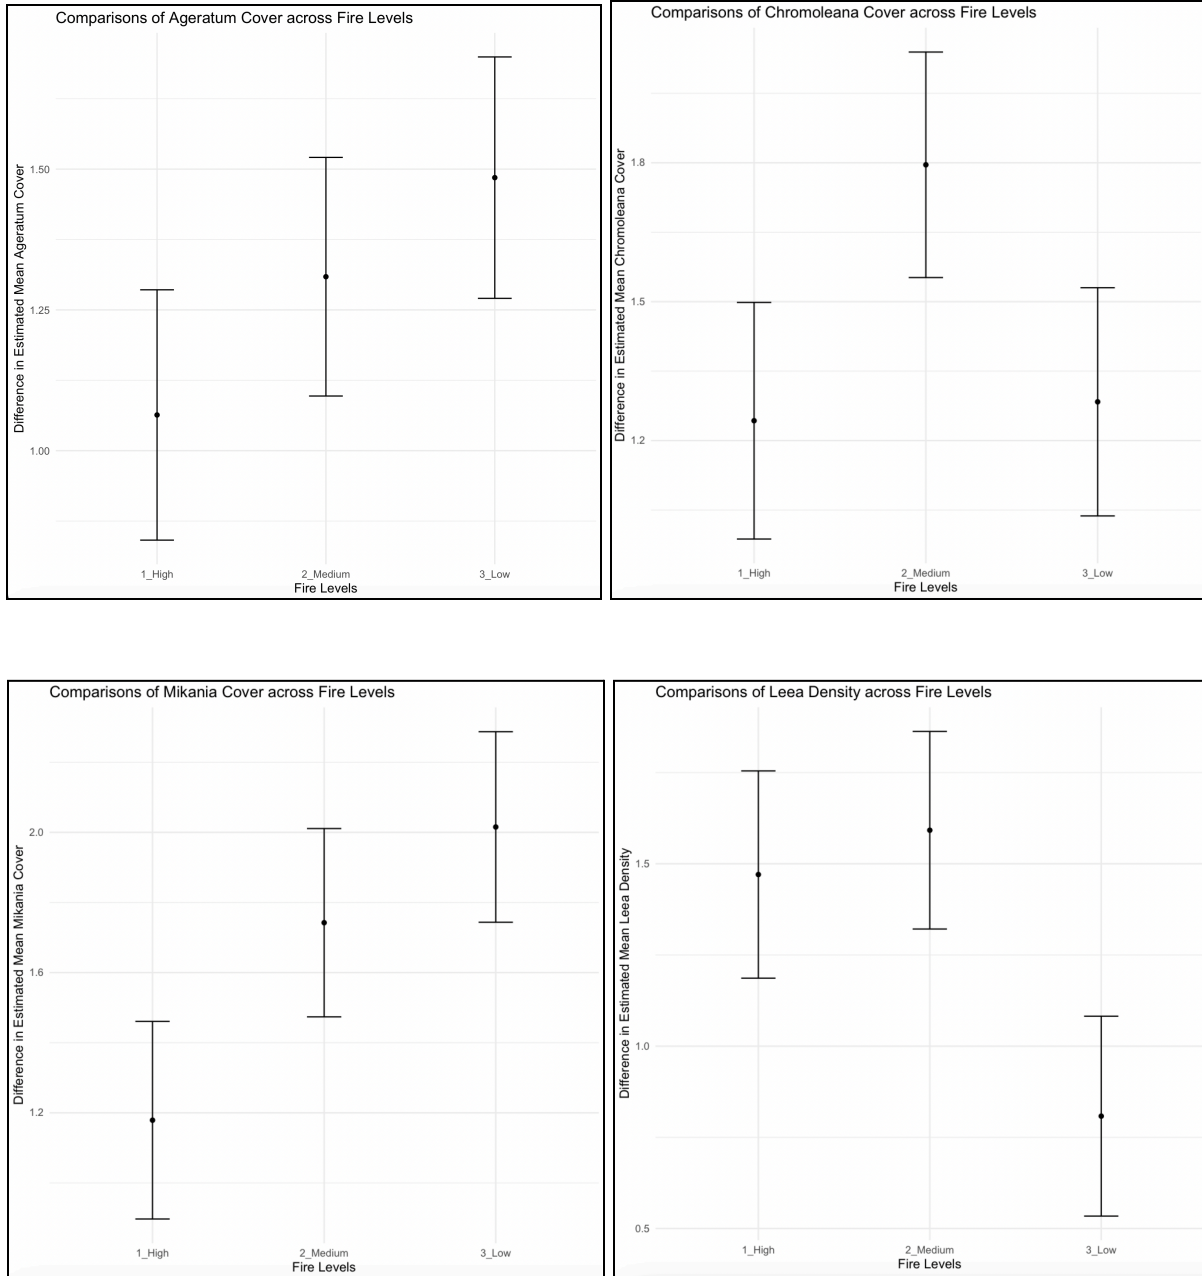 Comparisons of Ageratum Cover across Fire Levels
Difference in Estimated Mean Ageratum Cover
1.50
1.25
1.00
1_High
2_Medium
3_Low
Fire Levels
Comparisons of Chromoleana Cover across Fire Levels
Difference in Estimated Mean Chromoleana Cover
1.8
1.5
1.2
1_High
2_Medium
3_Low
Fire Levels
Comparisons of Mikania Cover across Fire Levels
Difference in Estimated Mean Mikania Cover
2.0
1.6
1.2
1_High
2_Medium
3_Low
Fire Levels
Comparisons of Leea Density across Fire Levels
Difference in Estimated Mean Leea Density
1.5
1.0
0.5
1_High
2_Medium
3_Low
Fire Levels